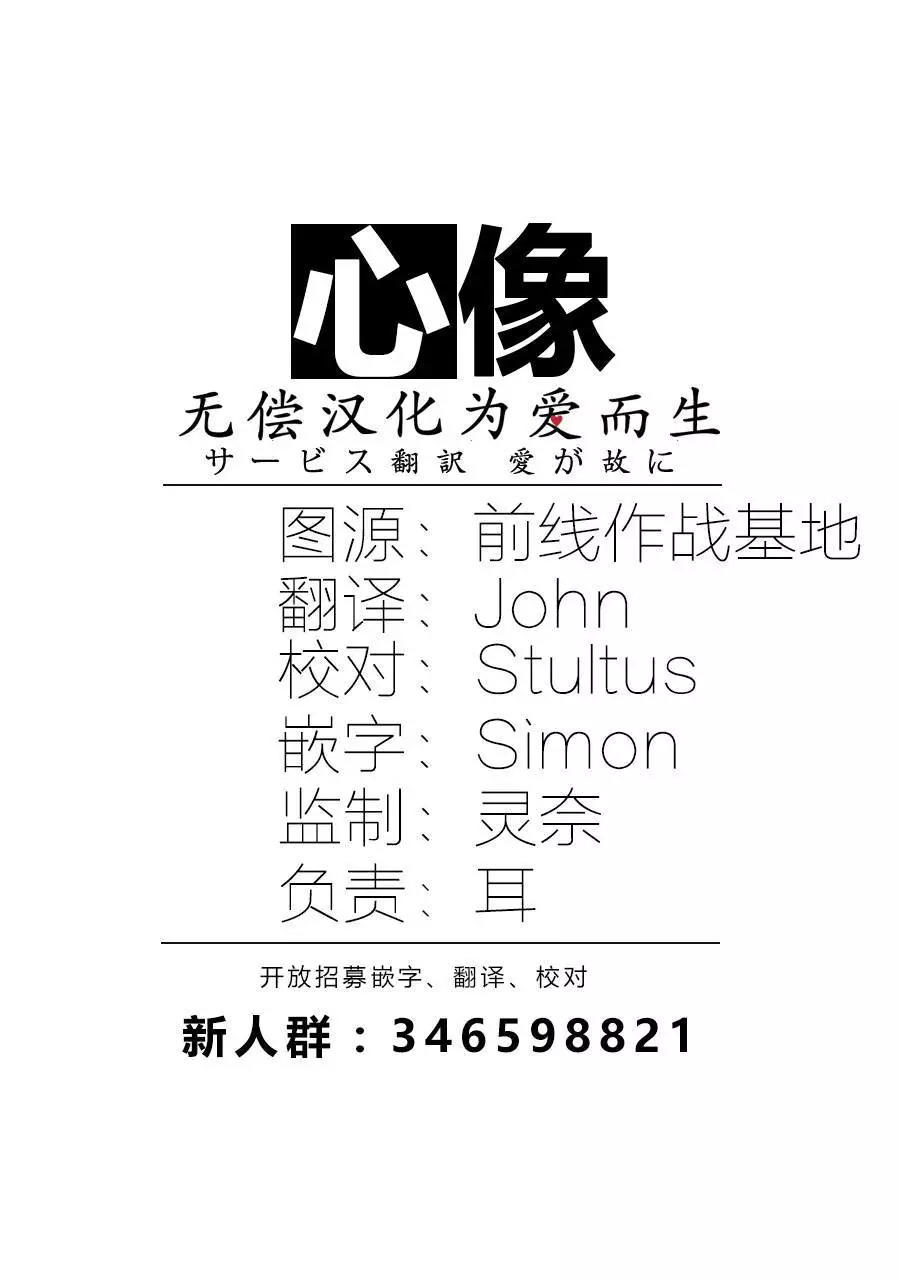 心像
无偿汉化为爱而生
サービス翻訳 愛が故に
图源：前线作战基地
翻译：John
校对：Stultus
嵌字：Simon
监制：灵奈
负责：耳
开放招募嵌字、翻译、校对
新人群：346598821